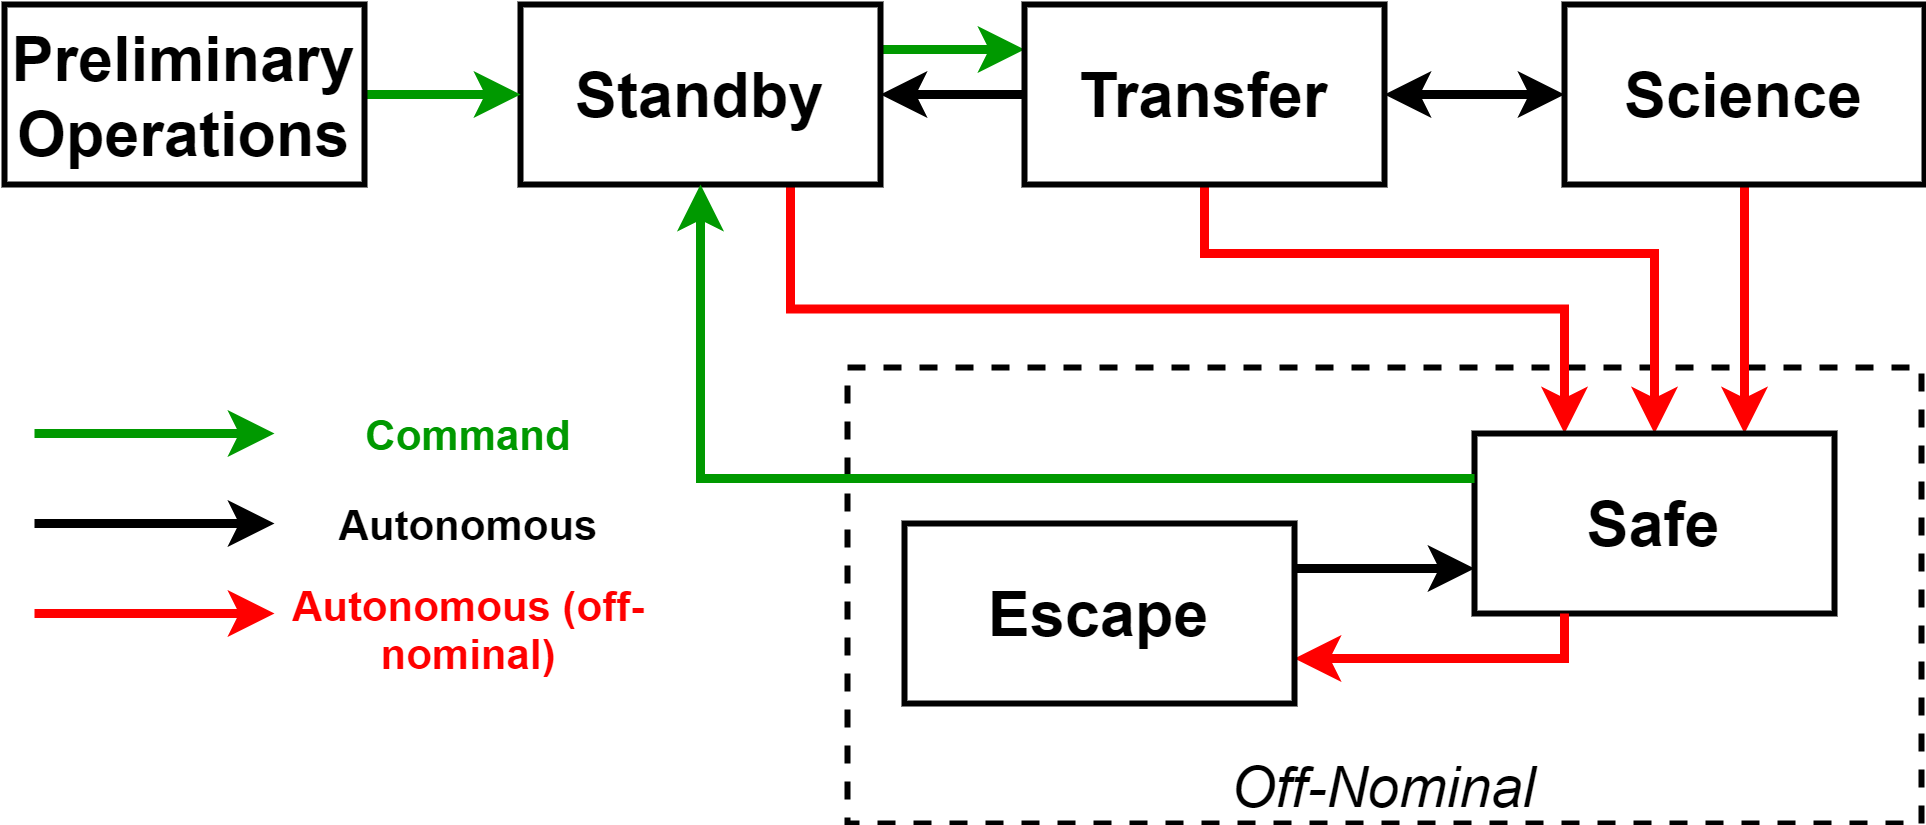 Preliminary
Operations
Standby
Transfer
Science
Command
Autonomous
Autonomous (off-
nominal)
Safe
Escape
Off-Nominal